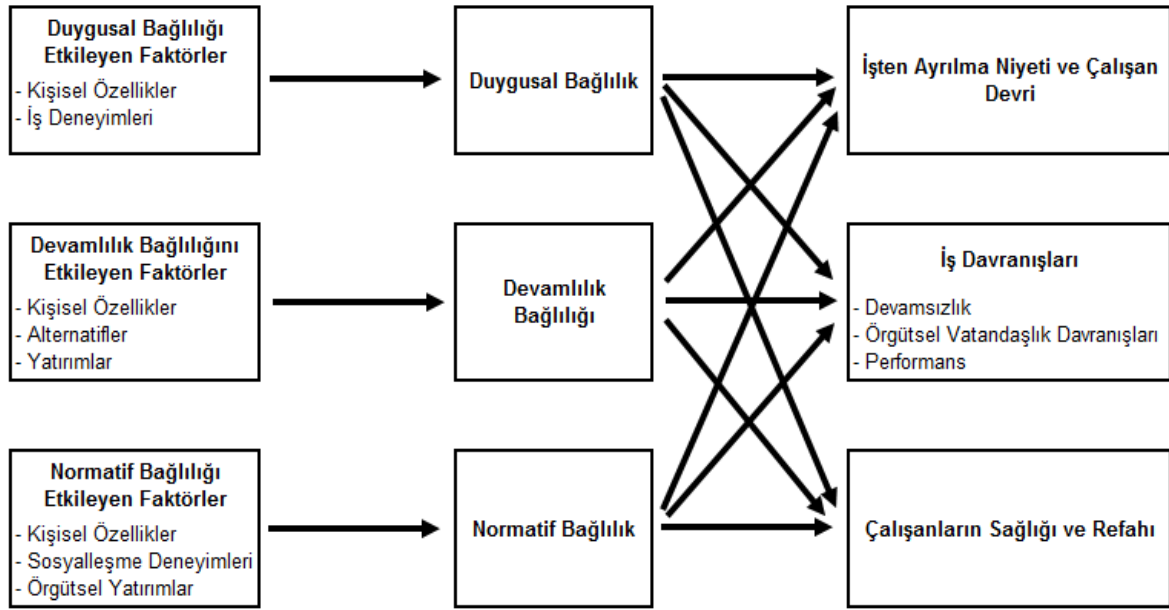 Duygusal Bağlılığı
Etkileyen Faktörler
- Kişisel Özellikler
- İş Deneyimleri
Duygusal Bağlılık
İşten Ayrılma Niyeti ve Çalışan
Devri
Devamlılık Bağlılığını
Etkileyen Faktörler
- Kişisel Özellikler
- Alternatifler
- Yatırımlar
Devamlılık
Bağlılığı
İş Davranışları
- Devamsızlık
- Örgütsel Vatandaşlık Davranışları
- Performans
Normatif Bağlılığı
Etkileyen Faktörler
- Kişisel Özellikler
- Sosyalleşme Deneyimleri
- Örgütsel Yatırımlar
Normatif Bağlılık
Çalışanların Sağlığı ve Refahı